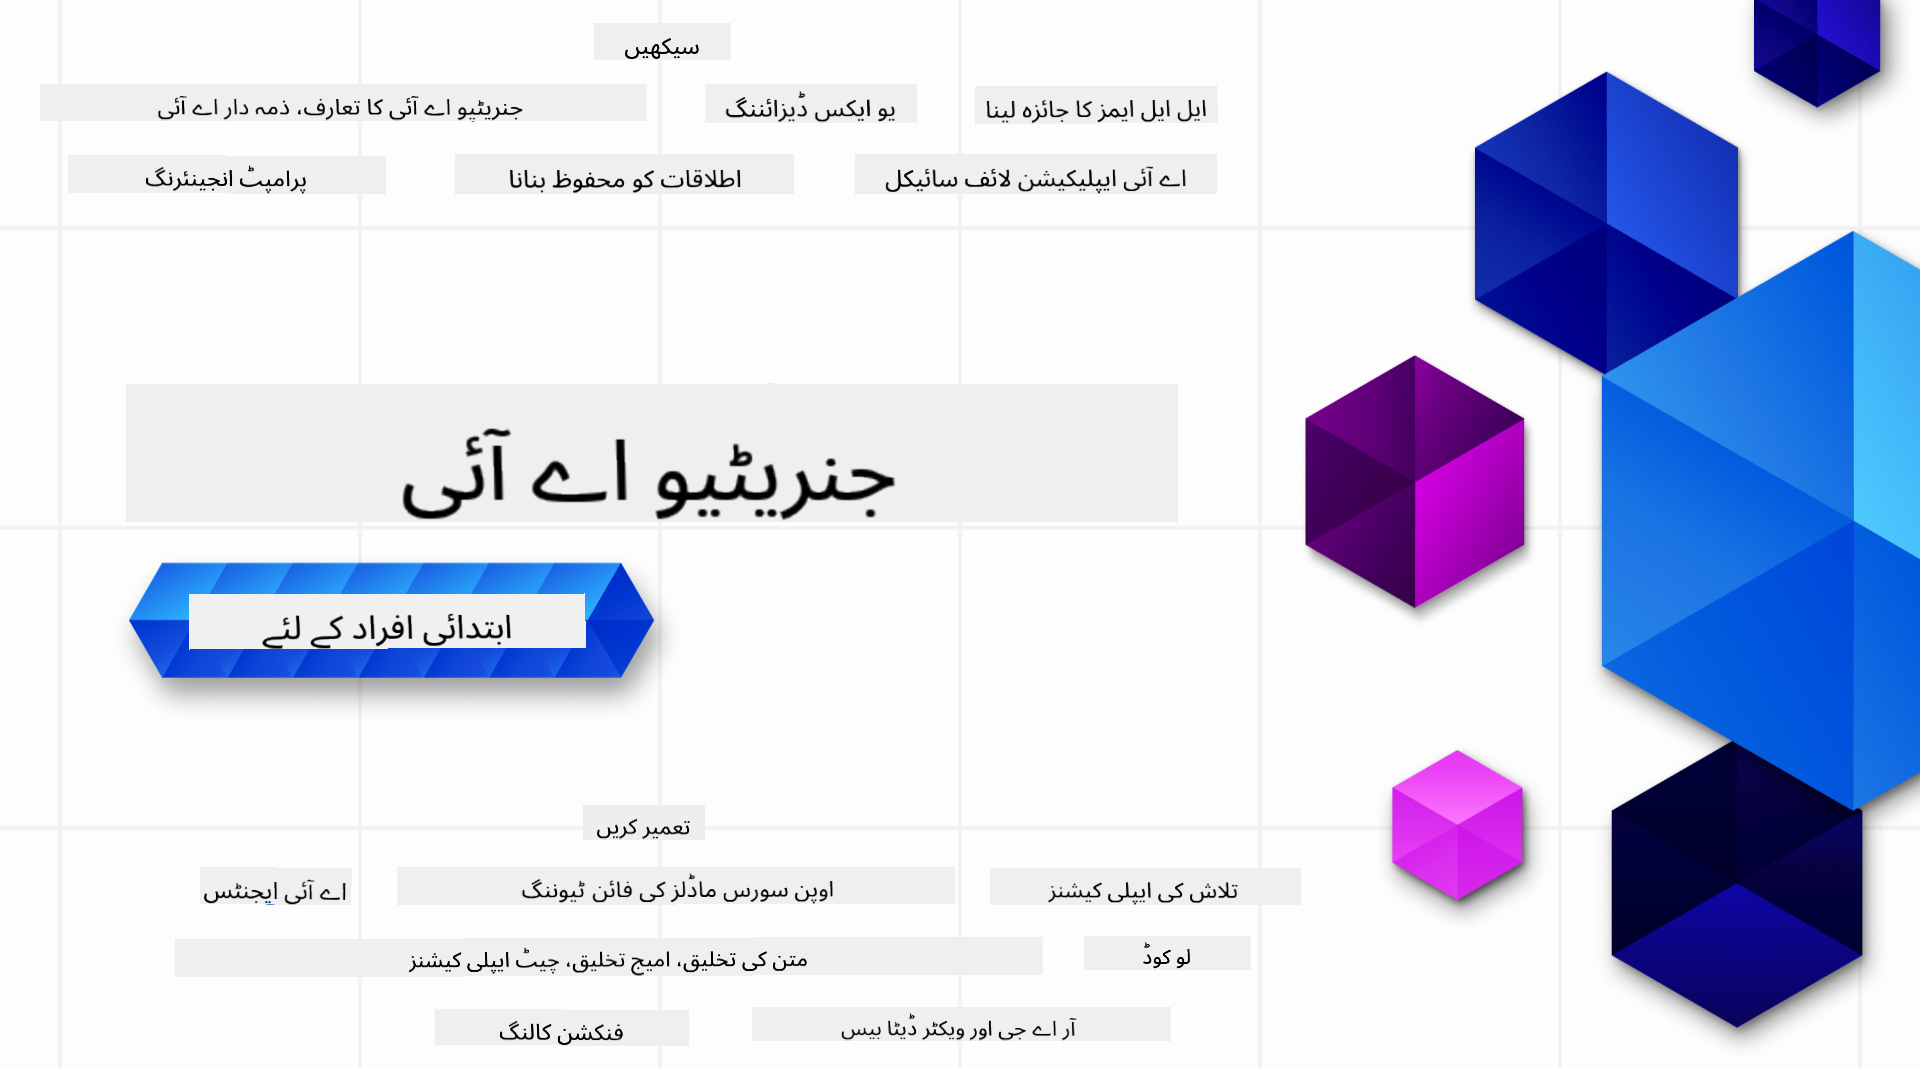 سیکھیں
ایل ایل ایمز کا جائزہ لینا
یو ایکس ڈیزائننگ
جنریٹیو اے آئی کا تعارف، ذمہ دار اے آئی
اے آئی ایپلیکیشن لائف سائیکل
اطلاقات کو محفوظ بنانا
پرامپٹ انجینئرنگ
جنریٹیو اے آئی
ابتدائی افراد کے لئے
تعمیر کریں
تلاش کی ایپلی کیشنز
اوپن سورس ماڈلز کی فائن ٹیوننگ
اے آئی ایجنٹس
لو کوڈ
متن کی تخلیق، امیج تخلیق، چیٹ ایپلی کیشنز
آر اے جی اور ویکٹر ڈیٹا بیس
فنکشن کالنگ